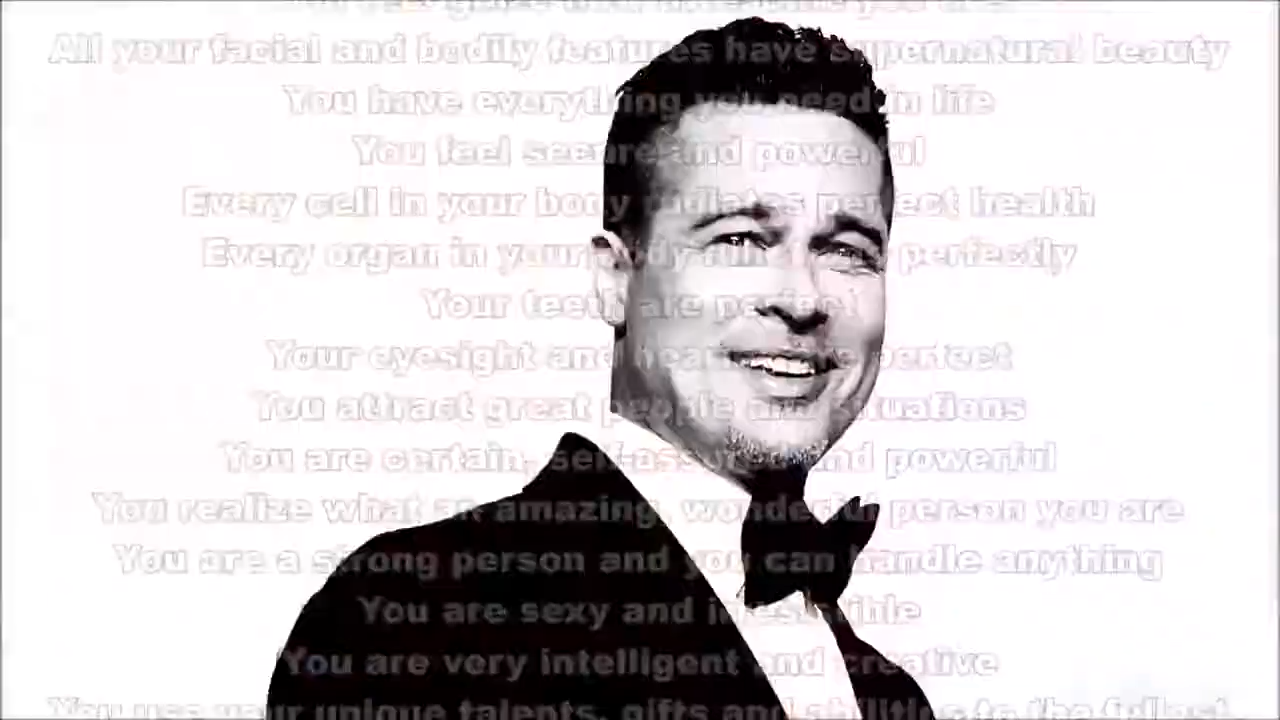 All your facial and bodily features have supernatural beauty
You have everything you need in life
You feel secure and powerful
Every cell in your body radiates perfect health
Every organ in your body perfectly
Your teeth are perfect
Your eyesight and hearing are perfect
You attract great people and situations
You are certain, self-assured and powerful
You realize what an amazing, wonderful person you are
You are a strong person and you can handle anything
You are sexy and irresistible
You are very intelligent and creative
You use your unique talents, gifts and abilities to the fullest